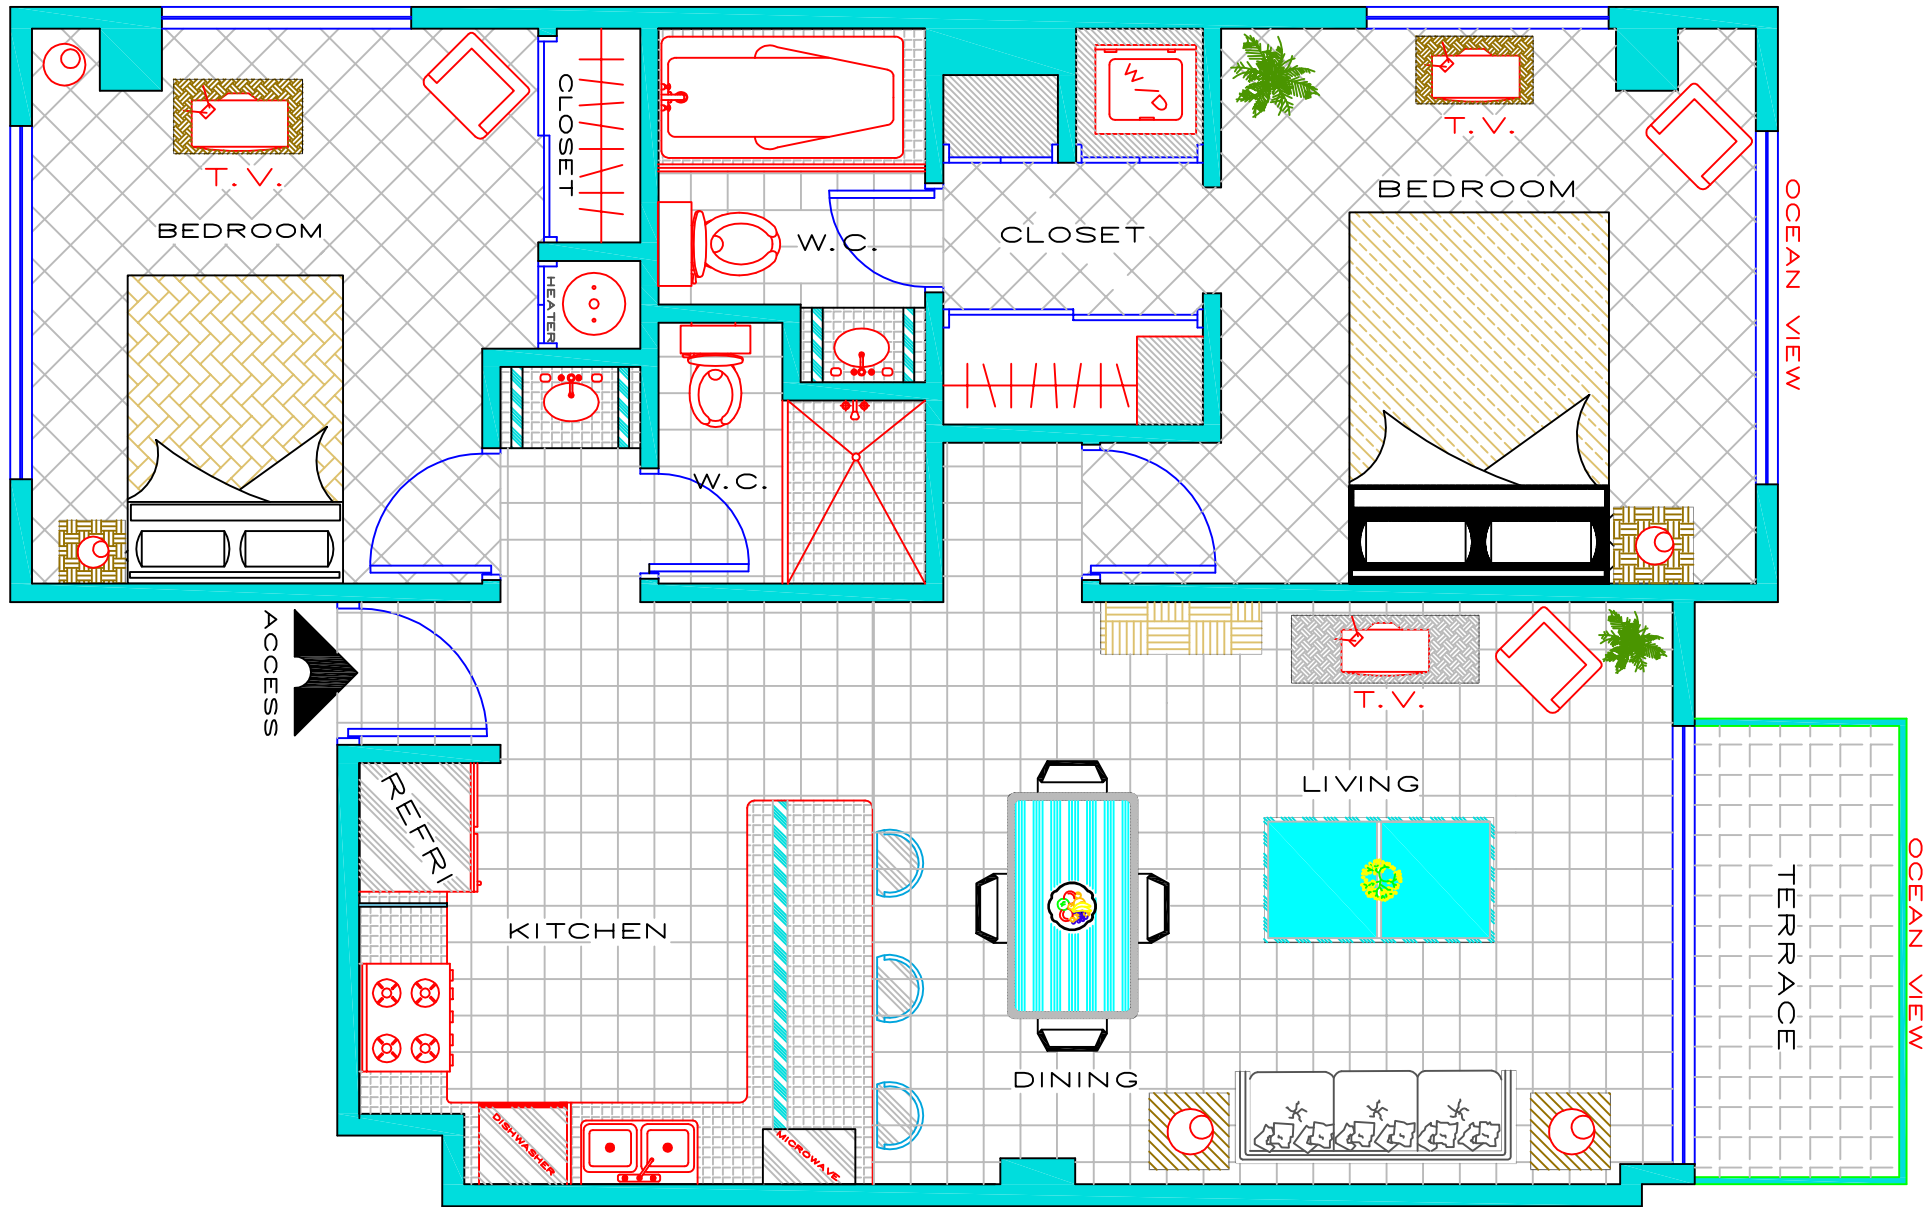 CLOSET
T.V.
BEDROOM
HEATER
W.C.
W.C.
W
CLOSET
T.V.
BEDROOM
OCEAN VIEW
ACCESS
REFRI
KITCHEN
DISHWASHER
MICROWAVE
DINING
T.V.
LIVING
TERRACE
OCEAN VIEW